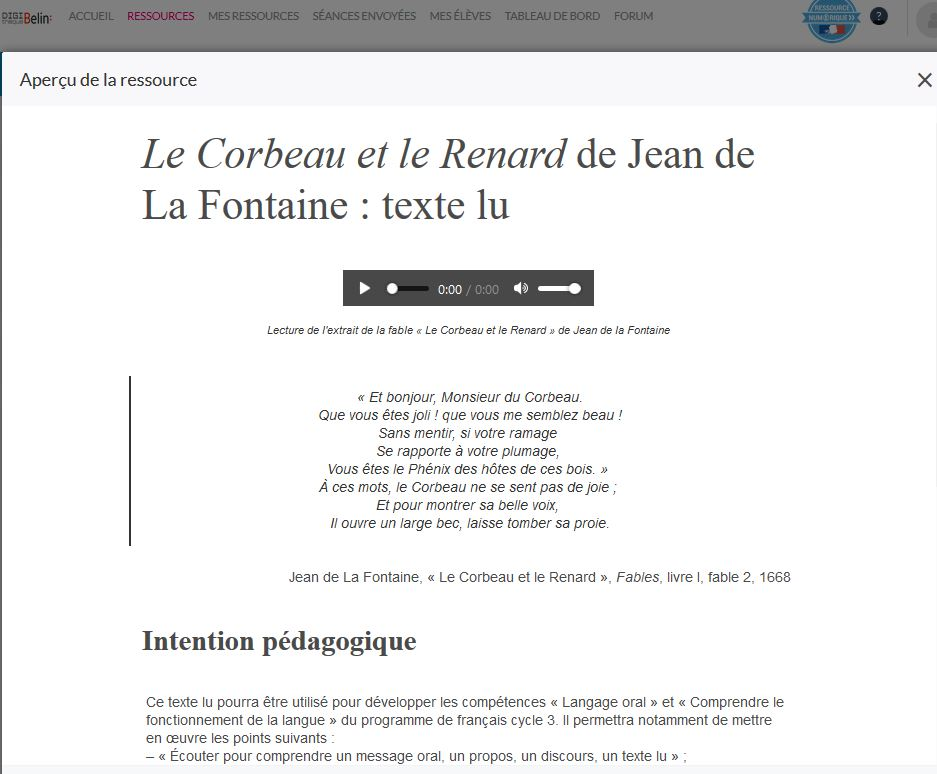 DIGI Belin:
thèque
ACCUEIL RESSOURCES MES RESSOURCES SÉANCES ENVOYÉES MES ÉLÈVES TABLEAU DE BORD FORUM
RESSOURCE
NUMÉRIQUE
?
Aperçu de la ressource
Le Corbeau et le Renard de Jean de
La Fontaine : texte lu
0:00 / 0:00
Lecture de l'extrait de la fable « Le Corbeau et le Renard » de Jean de la Fontaine
« Et bonjour, Monsieur du Corbeau.
Que vous êtes joli ! que vous me semblez beau !
Sans mentir, si votre ramage
Se rapporte à votre plumage,
Vous êtes le Phénix des hôtes de ces bois. »
À ces mots, le Corbeau ne se sent pas de joie ;
Et pour montrer sa belle voix,
Il ouvre un large bec, laisse tomber sa proie.
Jean de La Fontaine, « Le Corbeau et le Renard », Fables, livre I, fable 2, 1668
Intention pédagogique
Ce texte lu pourra être utilisé pour développer les compétences « Langage oral » et « Comprendre le
fonctionnement de la langue » du programme de français cycle 3. Il permettra notamment de mettre
en œuvre les points suivants :
– « Écouter pour comprendre un message oral, un propos, un discours, un texte lu » ;